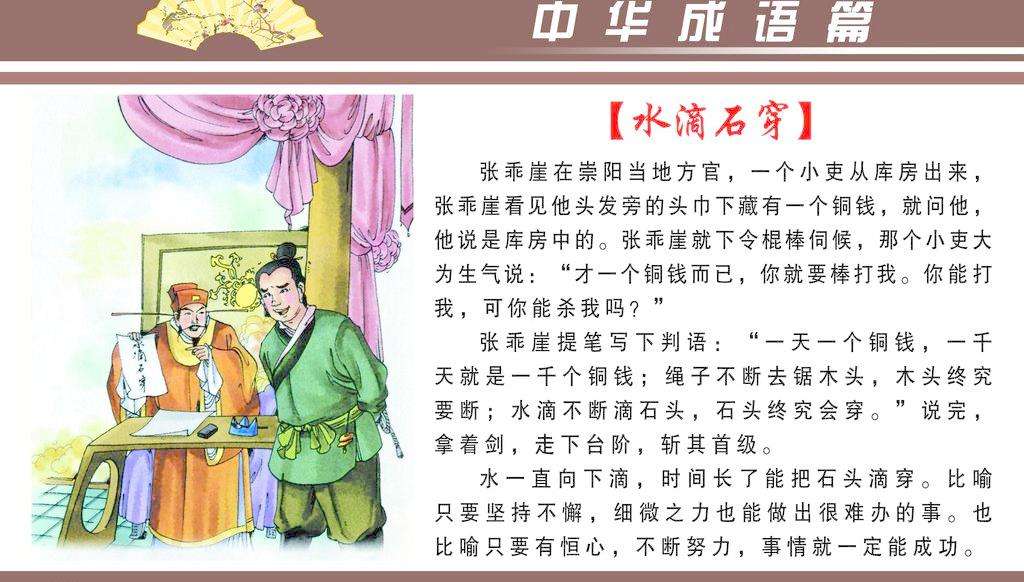 中华成语篇
【水滴石穿】
张乖崖在崇阳当地方官，一个小吏从库房出来，
张乖崖看见他头发旁的头巾下藏有一个铜钱，就问他，
他说是库房中的。张乖崖就下令棍棒伺候，那个小吏大
为生气说：“才一个铜钱而已，你就要棒打我。你能打
我，可你能杀我吗？”
张乖崖提笔写下判语：“一天一个铜钱，一千
天就是一千个铜钱；绳子不断去锯木头，木头终究
要断；水滴不断滴石头，石头终究会穿。”说完，
拿着剑，走下台阶，斩其首级。
水一直向下滴，时间长了能把石头滴穿。比喻
只要坚持不懈，细微之力也能做出很难办的事。也
比喻只要有恒心，不断努力，事情就一定能成功。
水滴石穿